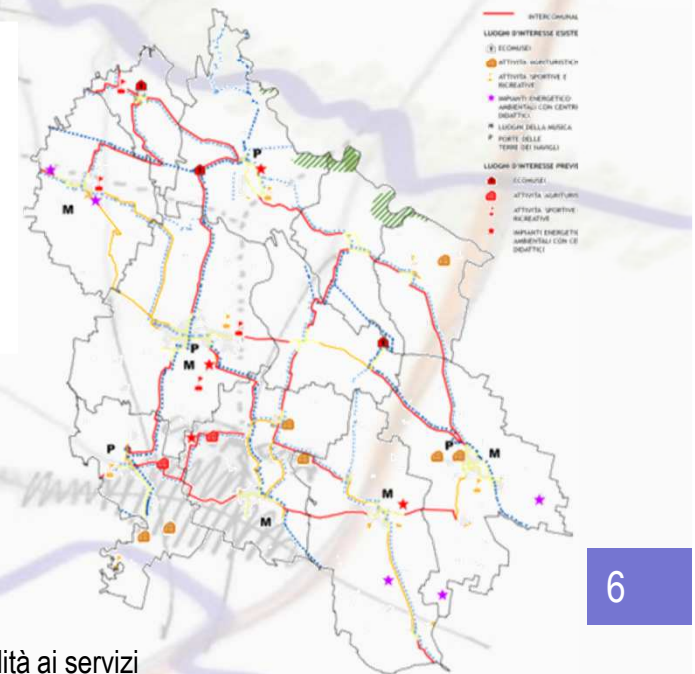 INTERCOMUNAL
LUOGHI D'INTERESSE ESISTE
ECOMUSEI
ATTIVITÀ AGRITURISTICH
ATTIVITÀ SPORTIVE E
RICREATIVE
IMPIANTI ENERGETICO
AMBIENTALI CON CENTRI
DIDATTICI
M LUOGHI DELLA MUSICA
P PORTE DELLE
TERRE DEI NAVIGLI
LUOGHI D'INTERESSE PREVIS
ECOMUSEI
ATTIVITÀ AGRITURIS
ATTIVITÀ SPORTIVE
RICREATIVE
IMPIANTI ENERGETIC
AMBIENTALI CON CE
DIDATTICI
P
M
P
M
P
P
M
M
M
6
lità ai servizi